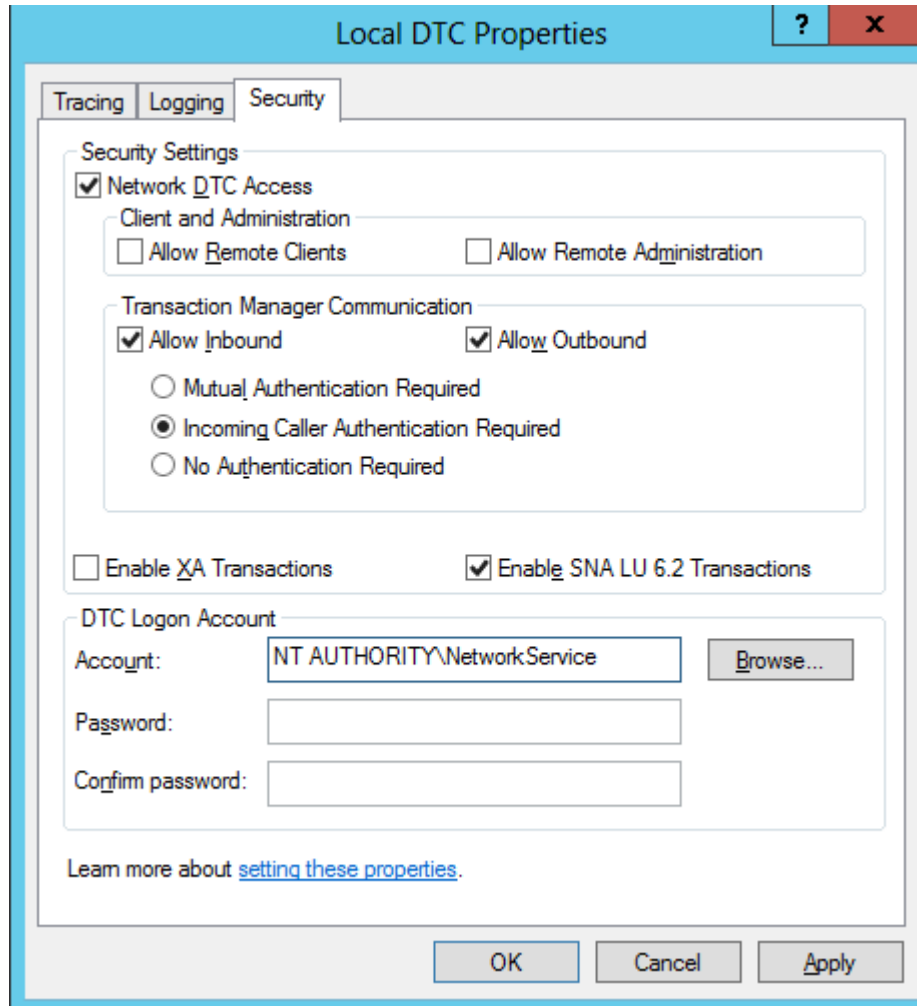 Local DTC Properties
?
x
Tracing
Logging
Security
Security Settings
Network DTC Access
Client and Administration
Allow Remote Clients
Allow Remote Administration
Transaction Manager Communication
Allow Inbound
Allow Outbound
Mutual Authentication Required
Incoming Caller Authentication Required
No Authentication Required
Enable XA Transactions
Enable SNA LU 6.2 Transactions
DTC Logon Account
Account:
NT AUTHORITY\NetworkService
Browse...
Password:
Confirm password:
Learn more about setting these properties.
OK
Cancel
Apply